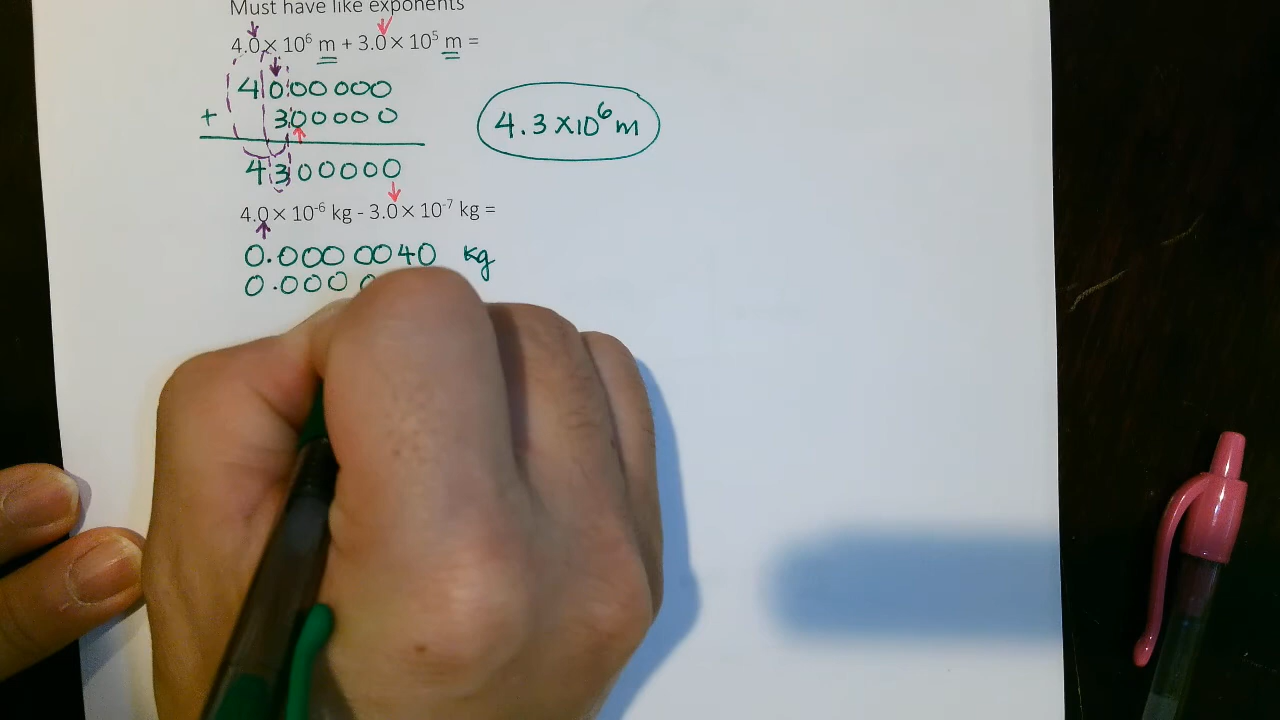 Must have like exponents
4.0 × 10⁶ m + 3.0 × 10⁵ m =
4000000
+ 300000
4300000
4.3 ×10⁶ m
4.0 × 10⁻⁶ kg - 3.0 × 10⁻⁷ kg =
0.0000040 kg
0.000